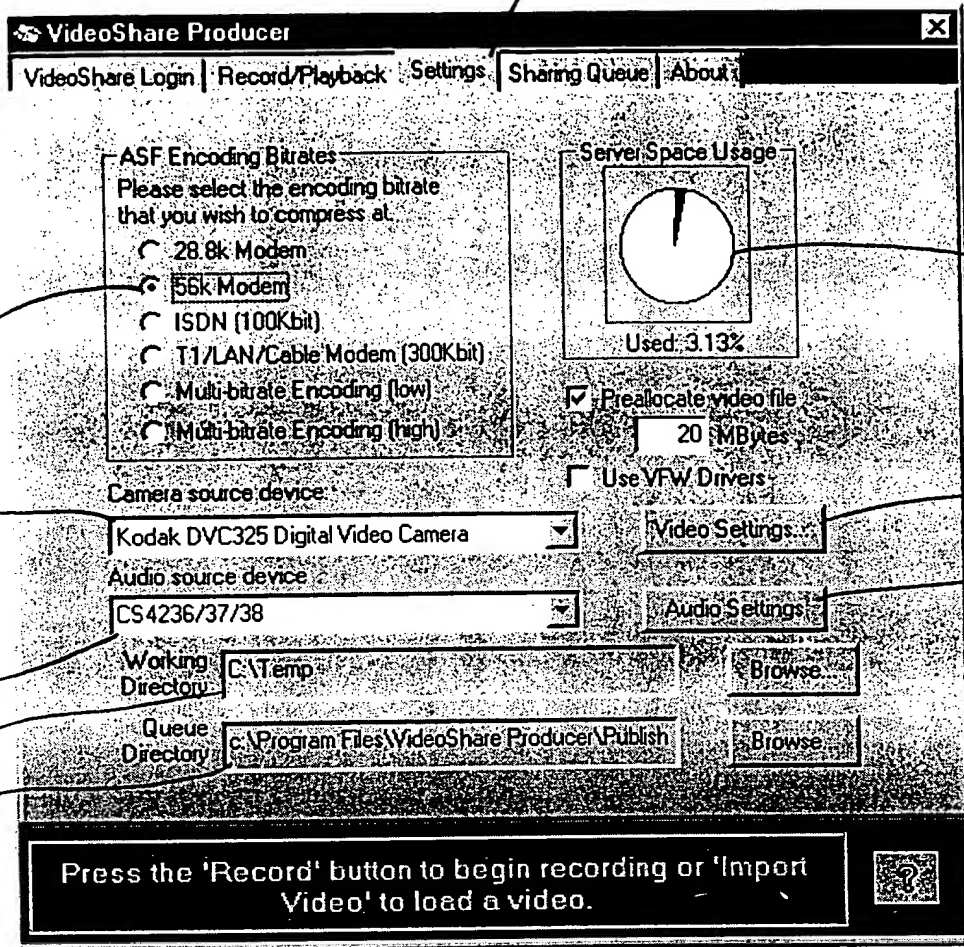 VideoShare Producer
VideoShare Login Record/Playback Settings Sharing Queue About
ASF Encoding Bitrates
Please select the encoding bitrate
that you wish to compress at.
28.8k Modem
56k Modem
ISDN (100Kbit)
T1/LAN/Cable Modem (300Kbit)
Multi-bitrate Encoding (low)
Multi-bitrate Encoding (high)
Server Space Usage
Used: 3.13%
Preallocate video file
20 MBytes
Use VFW Drivers
Camera source device:
Kodak DVC325 Digital Video Camera
Video Settings...
Audio source device
CS4236/37/38
Audio Settings
Working
Directory:
C:\Temp
Browse...
Queue
Directory:
c:\Program Files\VideoShare Producer\Publish
Browse...
Press the 'Record' button to begin recording or 'Import
Video' to load a video.
?